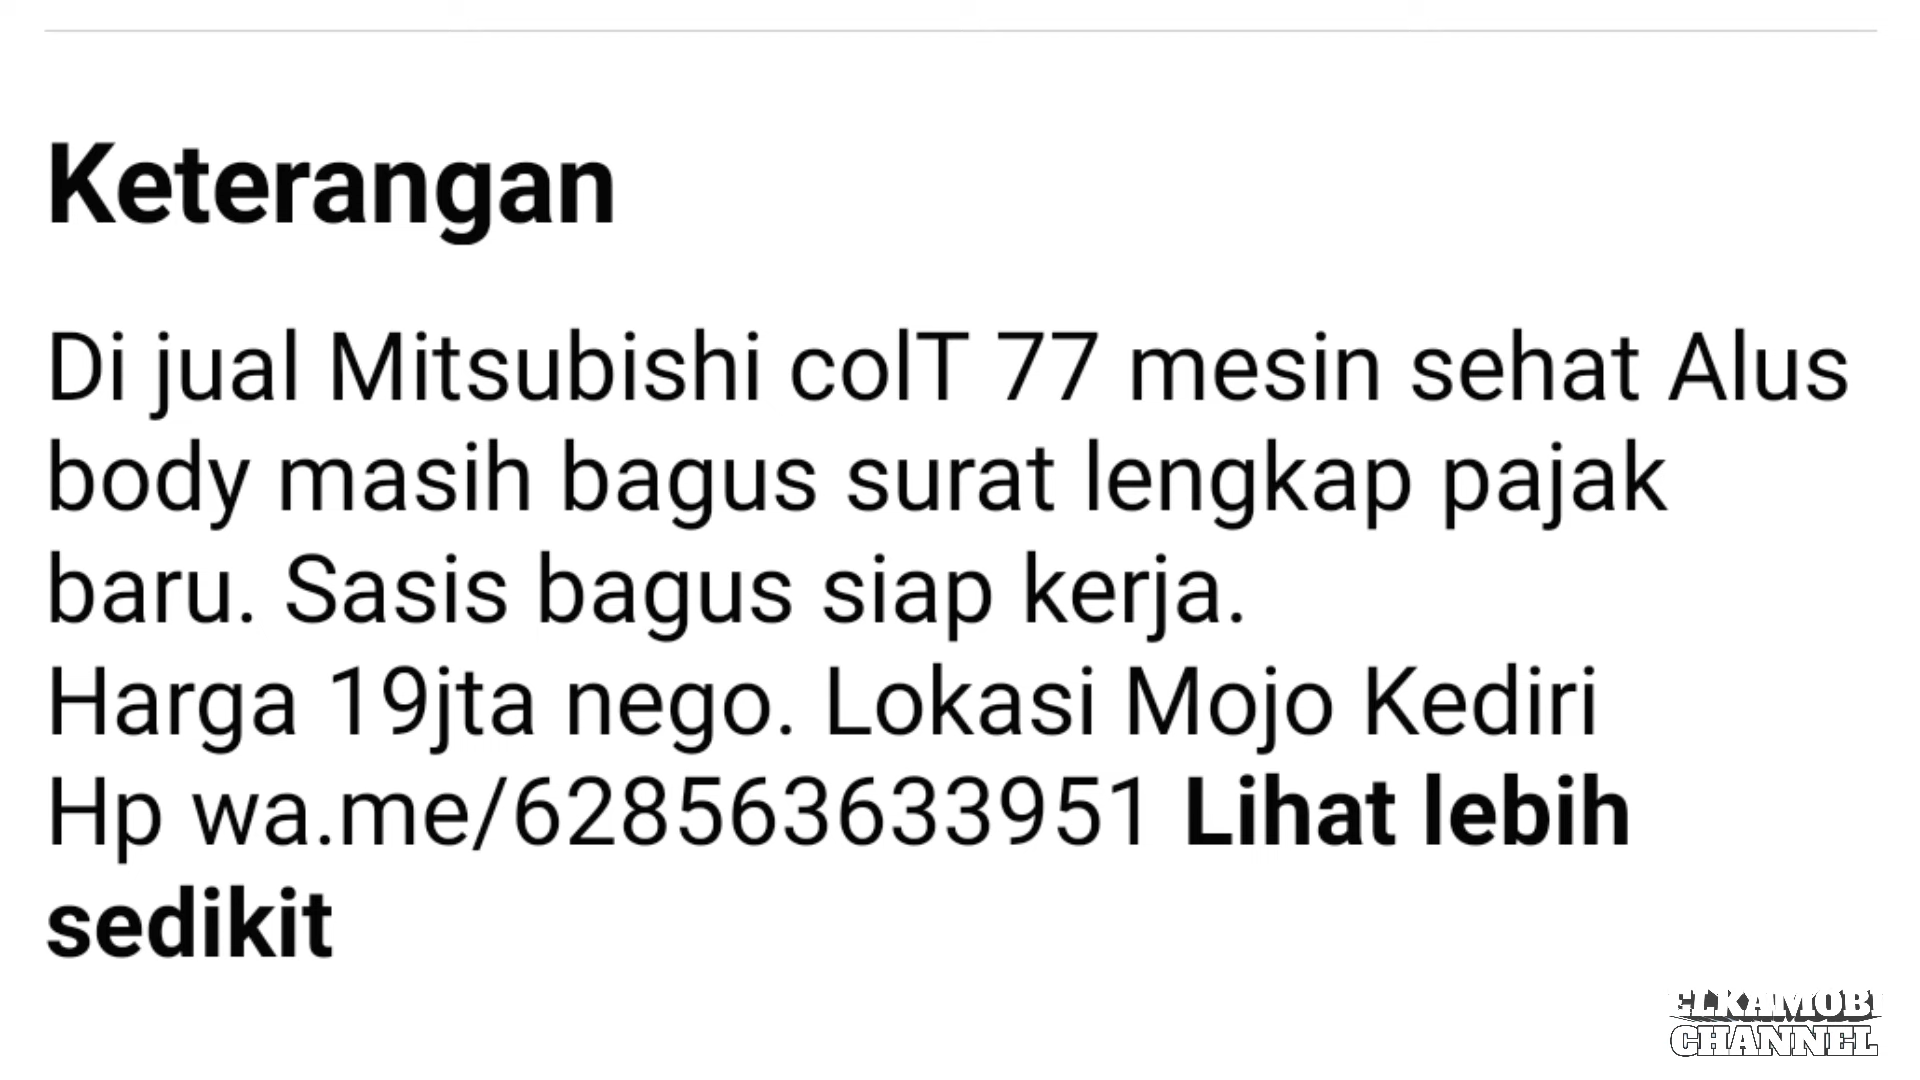 Keterangan
Di jual Mitsubishi colT 77 mesin sehat Alus
body masih bagus surat lengkap pajak
baru. Sasis bagus siap kerja.
Harga 19jta nego. Lokasi Mojo Kediri
Hp wa.me/628563633951 Lihat lebih
sedikit
ELKAMOBI
CHANNEL